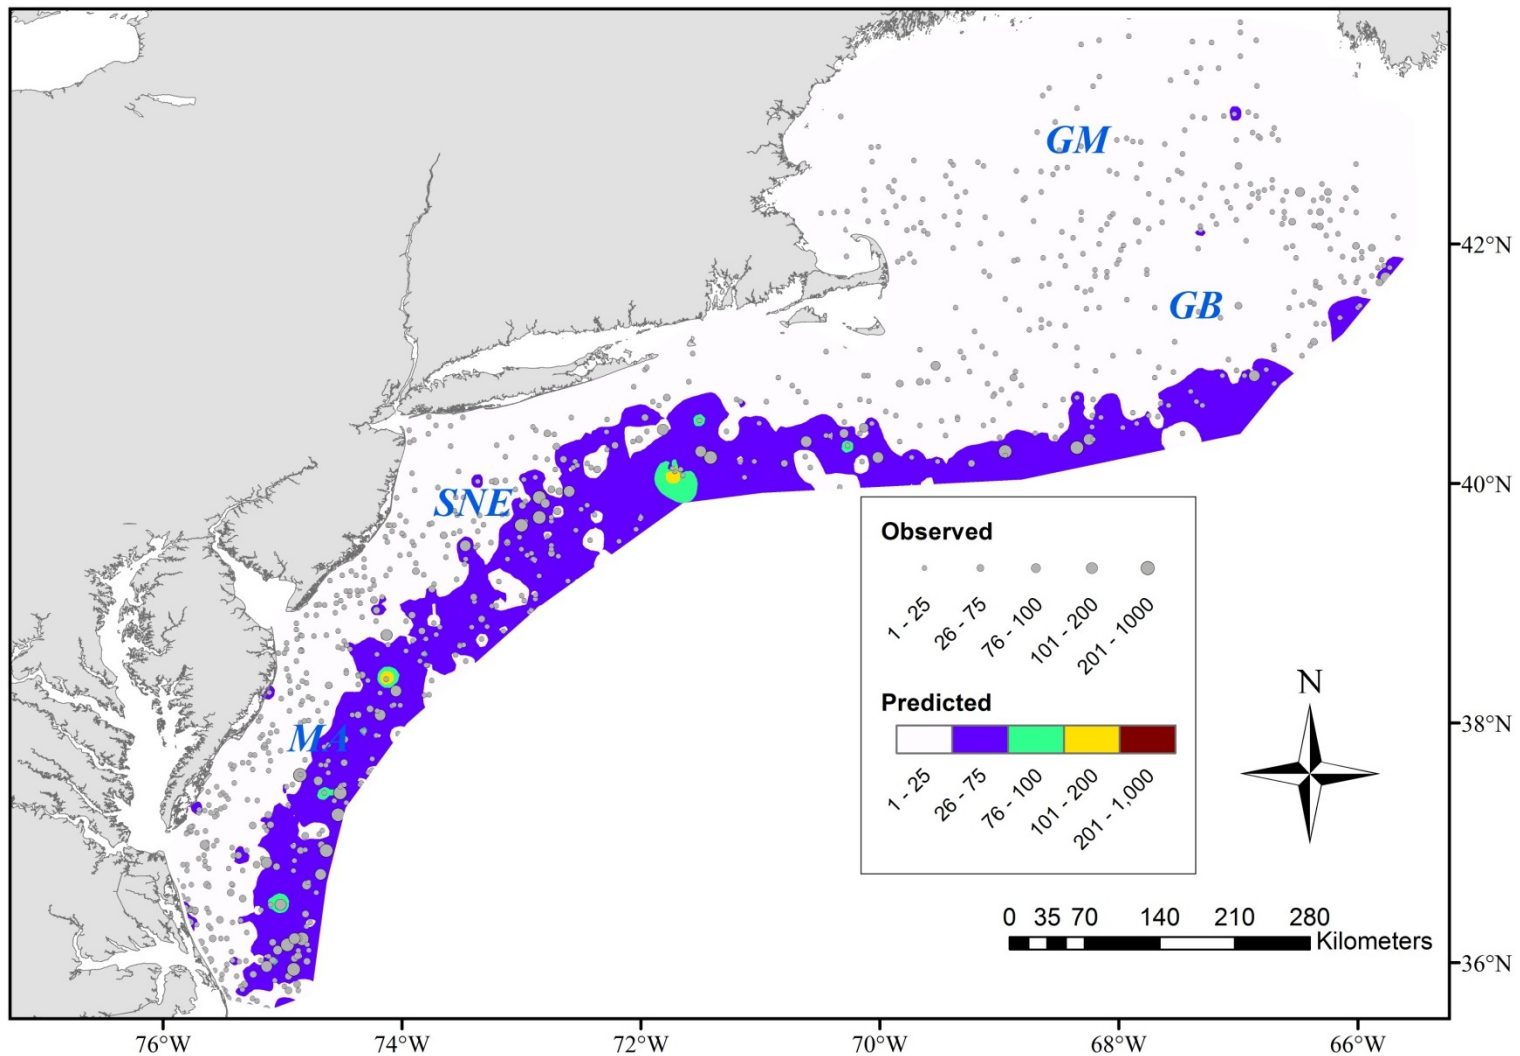 GM
42°N
GB
40°N
SNE
Observed
1 - 25
26 - 75
76 - 100
101 - 200
201 - 1000
N
Predicted
38°N
MA
1 - 25
26 - 75
76 - 100
101 - 200
201 - 1,000
0 35 70 140 210 280
Kilometers
36°N
76°W 74°W 72°W 70°W 68°W 66°W